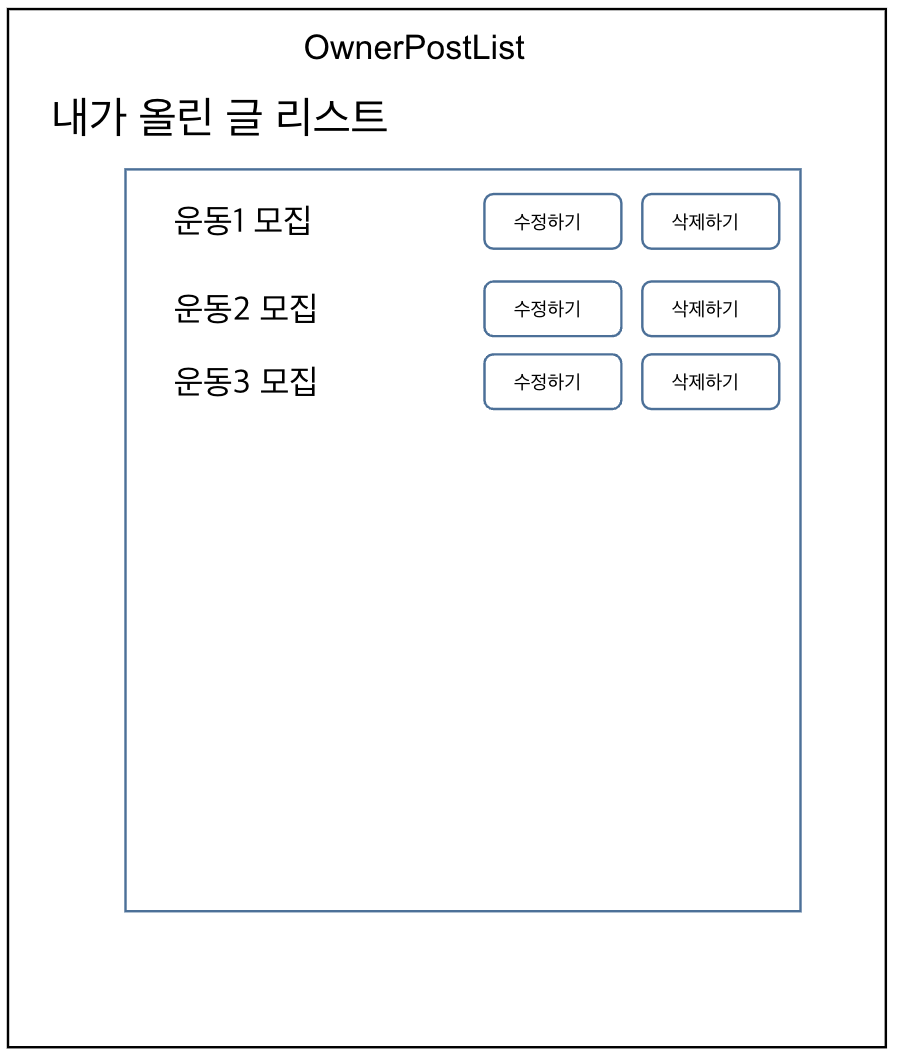 OwnerPostList
내가 올린 글 리스트
운동1 모집 수정하기 삭제하기
운동2 모집 수정하기 삭제하기
운동3 모집 수정하기 삭제하기